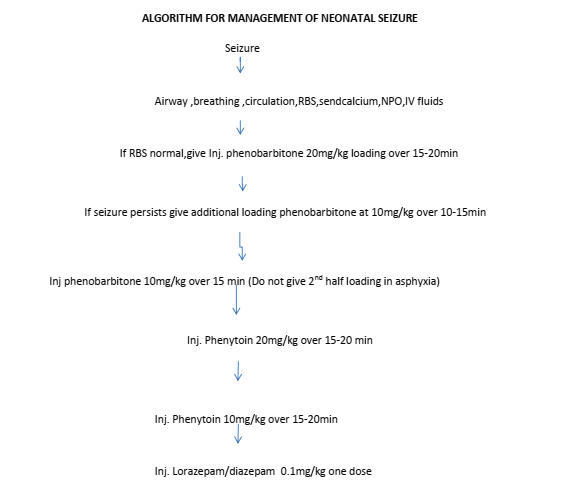 ALGORITHM FOR MANAGEMENT OF NEONATAL SEIZURE
Seizure
Airway ,breathing ,circulation,RBS,sendcalcium,NPO,IV fluids
If RBS normal,give Inj. phenobarbitone 20mg/kg loading over 15-20min
If seizure persists give additional loading phenobarbitone at 10mg/kg over 10-15min
Inj phenobarbitone 10mg/kg over 15 min (Do not give 2nd half loading in asphyxia)
Inj. Phenytoin 20mg/kg over 15-20 min
Inj. Phenytoin 10mg/kg over 15-20min
Inj. Lorazepam/diazepam  0.1mg/kg one dose